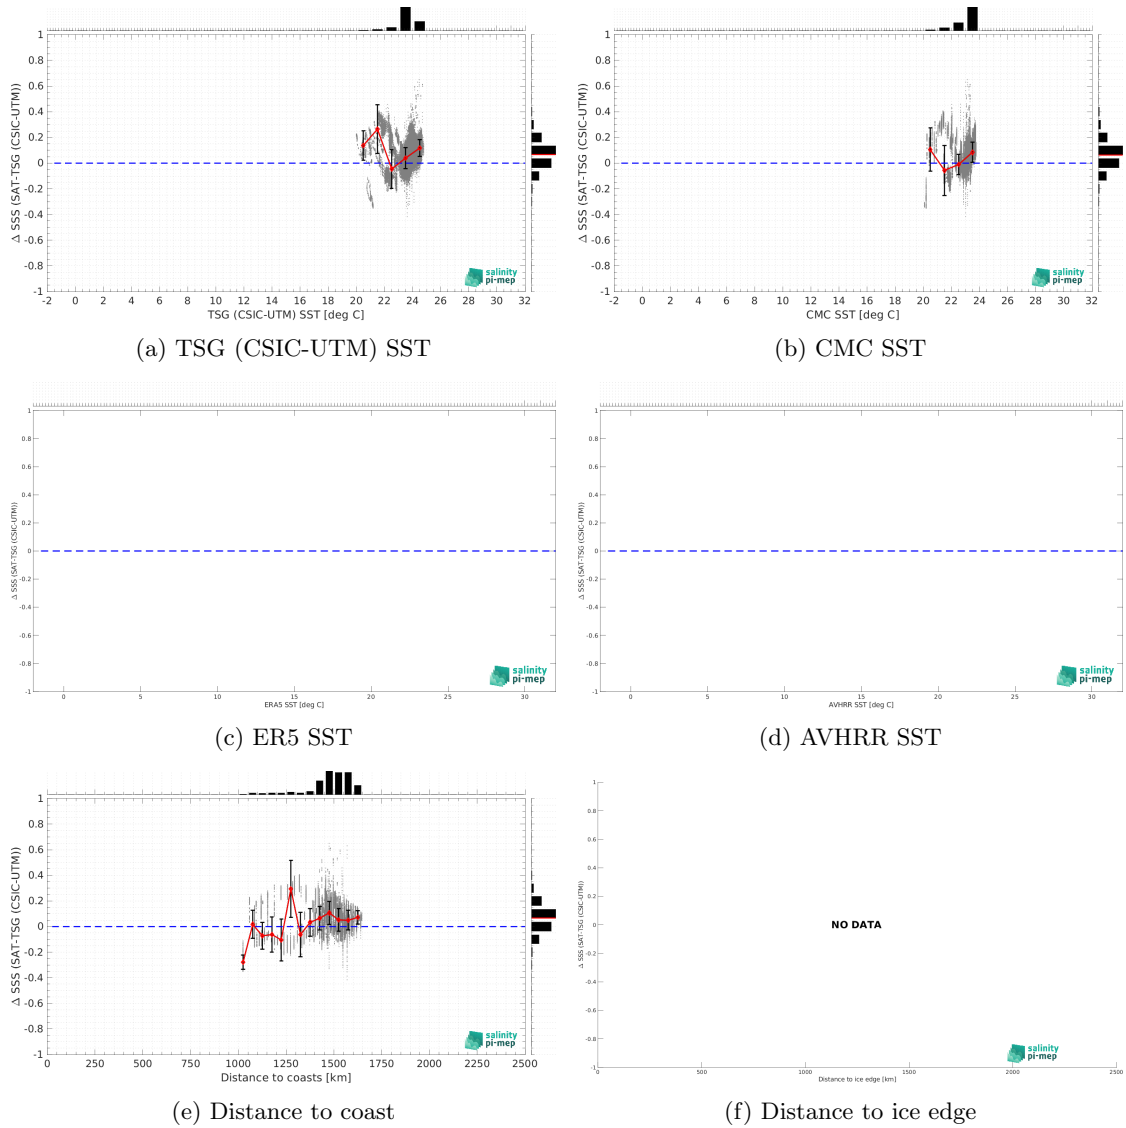 1
0.8
0.6
0.4
0.2
0
-0.2
-0.4
-0.6
-0.8
-1
Δ SSS (SAT-TSG (CSIC-UTM))
-2 0 2 4 6 8 10 12 14 16 18 20 22 24 26 28 30 32
TSG (CSIC-UTM) SST [deg C]
salinity
pi-mep
(a) TSG (CSIC-UTM) SST
1
0.8
0.6
0.4
0.2
0
-0.2
-0.4
-0.6
-0.8
-1
Δ SSS (SAT-TSG (CSIC-UTM))
-2 0 2 4 6 8 10 12 14 16 18 20 22 24 26 28 30 32
CMC SST [deg C]
salinity
pi-mep
(b) CMC SST
1
0.8
0.6
0.4
0.2
0
-0.2
-0.4
-0.6
-0.8
-1
Δ SSS (SAT-TSG (CSIC-UTM))
0 5 10 15 20 25 30
ERA5 SST [deg C]
salinity
pi-mep
(c) ER5 SST
1
0.8
0.6
0.4
0.2
0
-0.2
-0.4
-0.6
-0.8
-1
Δ SSS (SAT-TSG (CSIC-UTM))
0 5 10 15 20 25 30
AVHRR SST [deg C]
salinity
pi-mep
(d) AVHRR SST
1
0.8
0.6
0.4
0.2
0
-0.2
-0.4
-0.6
-0.8
-1
Δ SSS (SAT-TSG (CSIC-UTM))
0 250 500 750 1000 1250 1500 1750 2000 2250 2500
Distance to coasts [km]
salinity
pi-mep
(e) Distance to coast
1
0.8
0.6
0.4
0.2
0
-0.2
-0.4
-0.6
-0.8
-1
Δ SSS (SAT-TSG (CSIC-UTM))
NO DATA
0 500 1000 1500 2000 2500
Distance to ice edge [km]
salinity
pi-mep
(f) Distance to ice edge